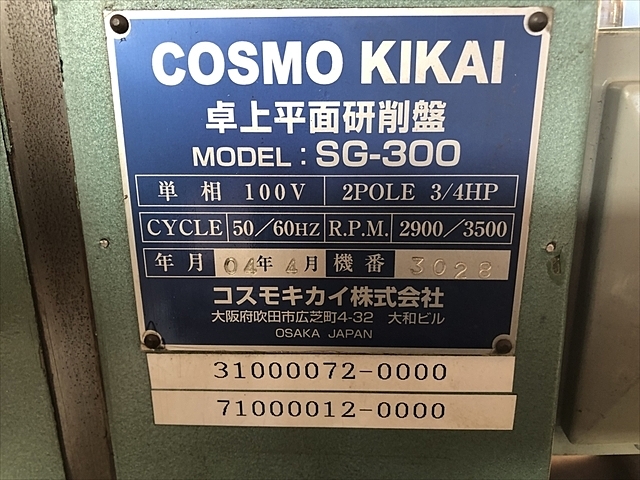 COSMO KIKAI
卓上平面研削盤
MODEL : SG-300
単相 100V 2POLE 3/4HP
CYCLE 50/60HZ R.P.M. 2900/3500
年月 04年 4月 機番 3028
コスモキカイ株式会社
大阪府吹田市広芝町4-32 大和ビル
OSAKA JAPAN
31000072-0000
71000012-0000